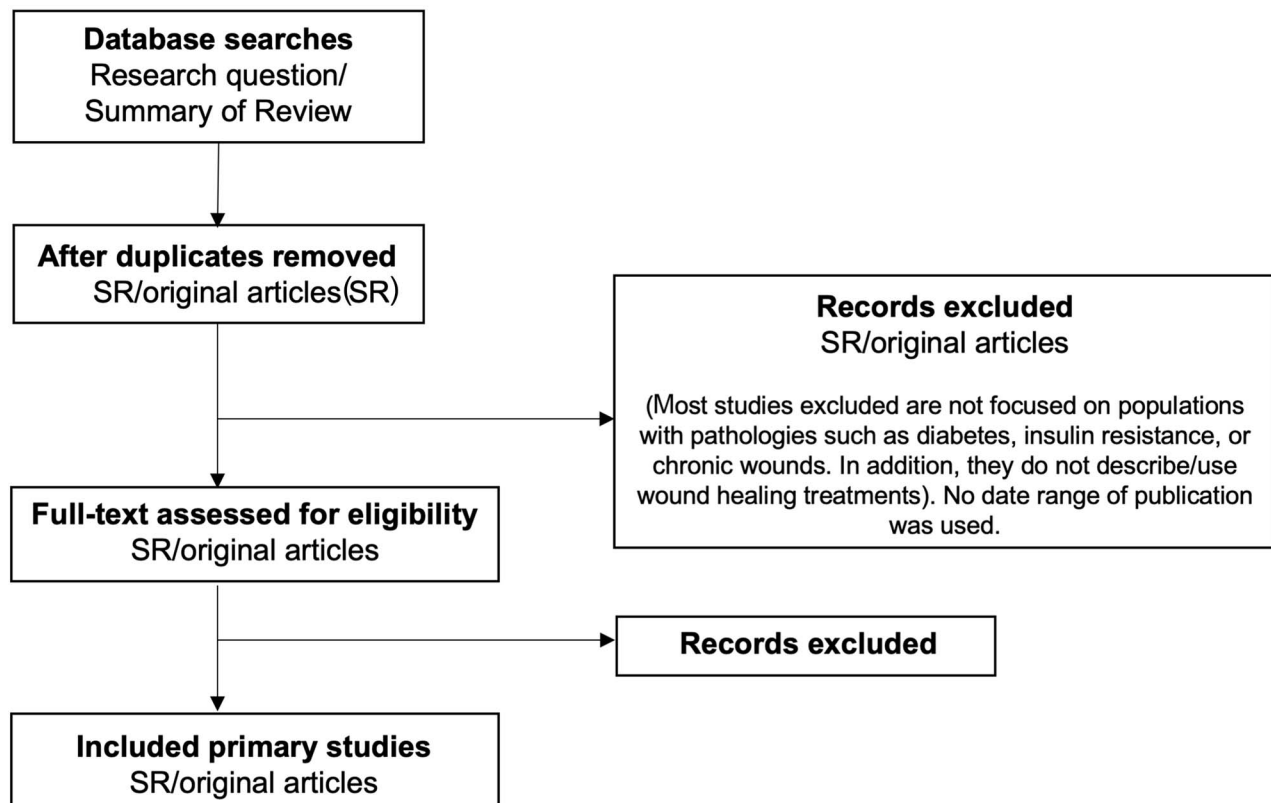 Database searches
Research question/
Summary of Review
After duplicates removed
SR/original articles(SR)
Records excluded
SR/original articles
(Most studies excluded are not focused on populations
with pathologies such as diabetes, insulin resistance, or
chronic wounds. In addition, they do not describe/use
wound healing treatments). No date range of publication
was used.
Full-text assessed for eligibility
SR/original articles
Records excluded
Included primary studies
SR/original articles